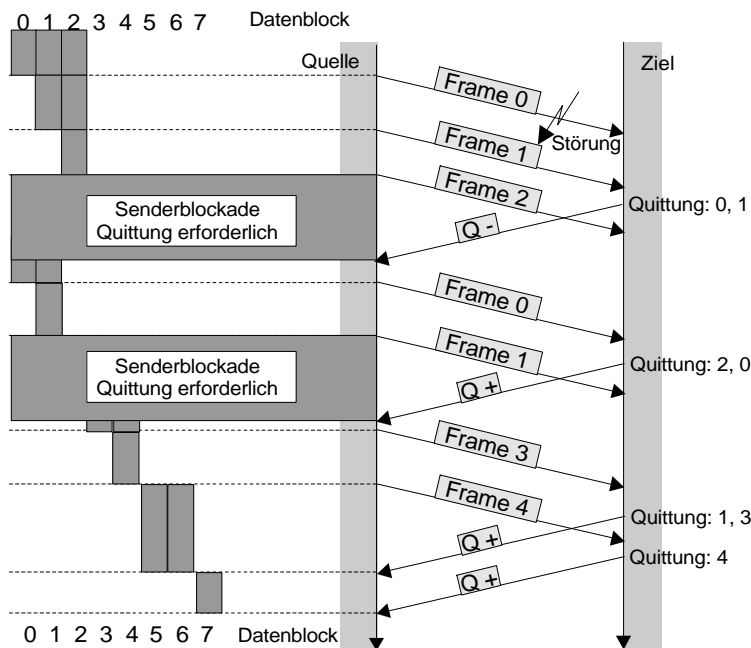 0 1 2 3 4 5 6 7 Datenblock
Quelle
Ziel
Frame 0
Störung
Frame 1
Frame 2
Senderblockade
Quittung erforderlich
Quittung: 0, 1
Q -
Frame 0
Frame 1
Senderblockade
Quittung erforderlich
Quittung: 2, 0
Q +
Frame 3
Frame 4
Quittung: 1, 3
Q +
Quittung: 4
Q +
0 1 2 3 4 5 6 7 Datenblock